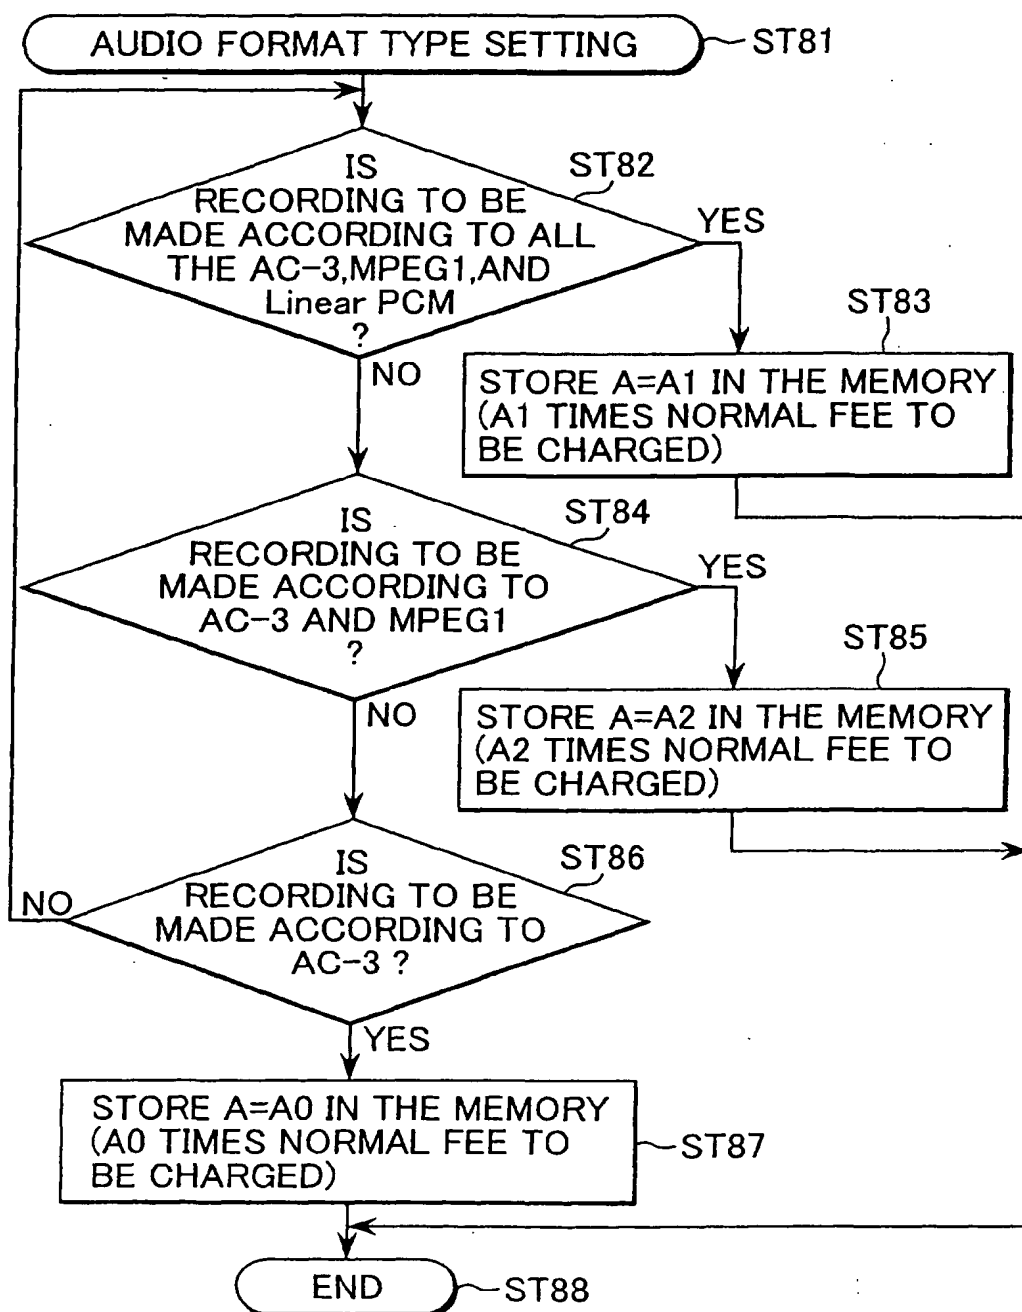 AUDIO FORMAT TYPE SETTING
ST81
IS
RECORDING TO BE
MADE ACCORDING TO ALL
THE AC-3,MPEG1,AND
Linear PCM
?
ST82
YES
NO
ST83
STORE A=A1 IN THE MEMORY
(A1 TIMES NORMAL FEE TO
BE CHARGED)
IS
RECORDING TO BE
MADE ACCORDING TO
AC-3 AND MPEG1
?
ST84
YES
NO
ST85
STORE A=A2 IN THE MEMORY
(A2 TIMES NORMAL FEE TO
BE CHARGED)
IS
RECORDING TO BE
MADE ACCORDING TO
AC-3 ?
ST86
NO
YES
STORE A=A0 IN THE MEMORY
(A0 TIMES NORMAL FEE TO
BE CHARGED)
ST87
END
ST88